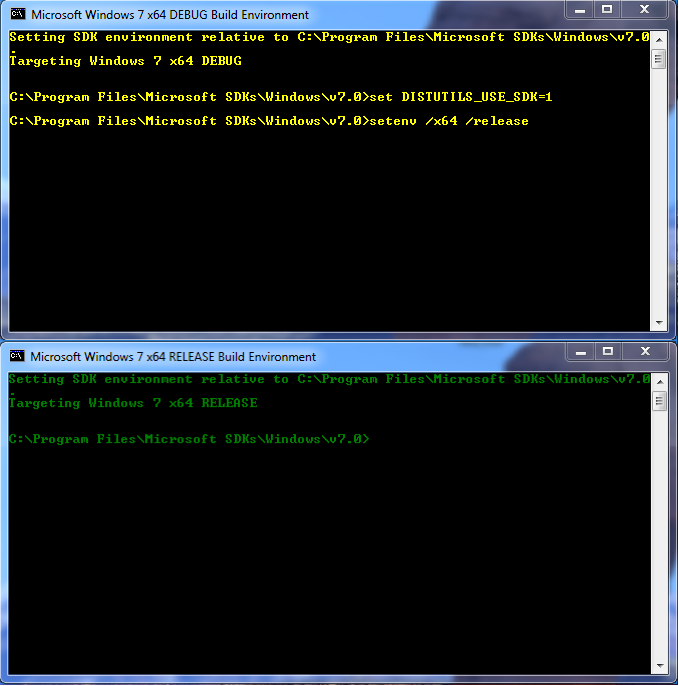 Microsoft Windows 7 x64 DEBUG Build Environment
Setting SDK environment relative to C:\Program Files\Microsoft SDKs\Windows\v7.0
.
Targeting Windows 7 x64 DEBUG
C:\Program Files\Microsoft SDKs\Windows\v7.0>set DISTUTILS_USE_SDK=1
C:\Program Files\Microsoft SDKs\Windows\v7.0>setenv /x64 /release
Microsoft Windows 7 x64 RELEASE Build Environment
Setting SDK environment relative to C:\Program Files\Microsoft SDKs\Windows\v7.0
.
Targeting Windows 7 x64 RELEASE
C:\Program Files\Microsoft SDKs\Windows\v7.0>